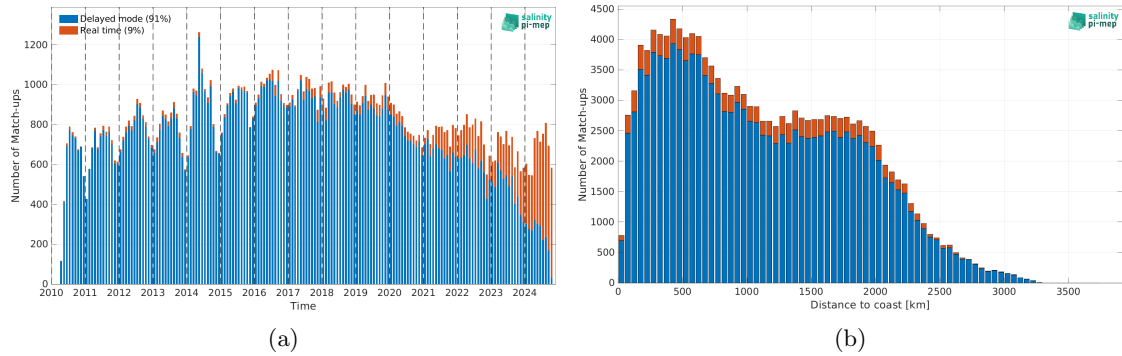 Delayed mode (91%)
Real time (9%)
salinity
pi-mep
1200
1000
800
600
400
200
0
Number of Match-ups
2010 2011 2012 2013 2014 2015 2016 2017 2018 2019 2020 2021 2022 2023 2024
Time
(a)
salinity
pi-mep
4500
4000
3500
3000
2500
2000
1500
1000
500
0
Number of Match-ups
0 500 1000 1500 2000 2500 3000 3500
Distance to coast [km]
(b)